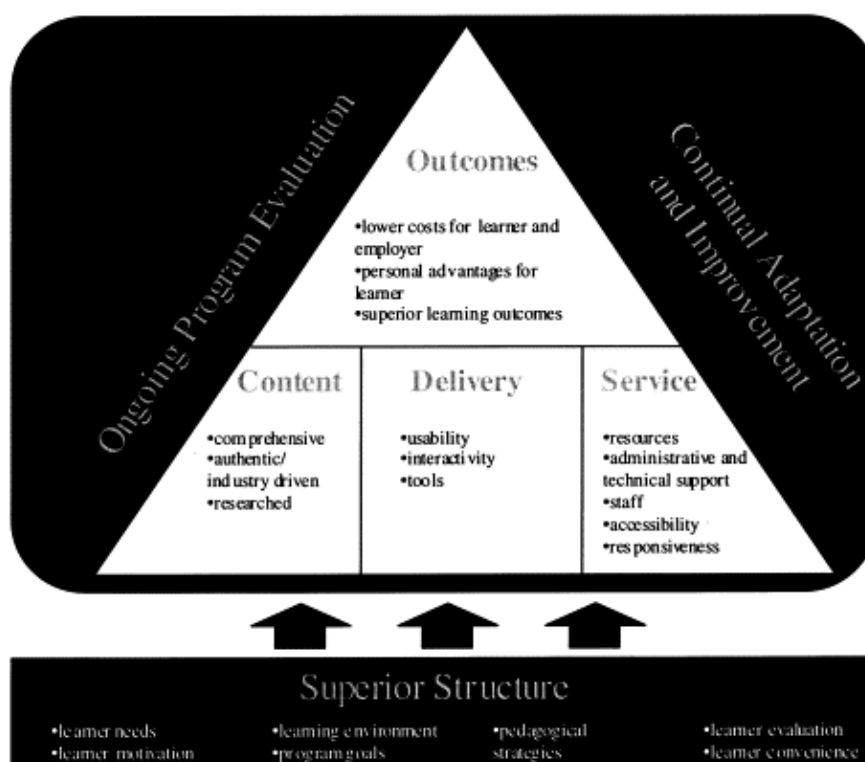 Ongoing Program Evaluation
Continual Adaptation
and Improvement
Outcomes
•lower costs for learner and
employer
•personal advantages for
learner
•superior learning outcomes
Content
•comprehensive
•authentic/
industry driven
•researched
Delivery
•usability
•interactivity
•tools
Service
•resources
•administrative and
technical support
•staff
•accessibility
•responsiveness
Superior Structure
•learner needs
•learner motivation
•learning environment
•program goals
•pedagogical
strategies
•learner evaluation
•learner convenience